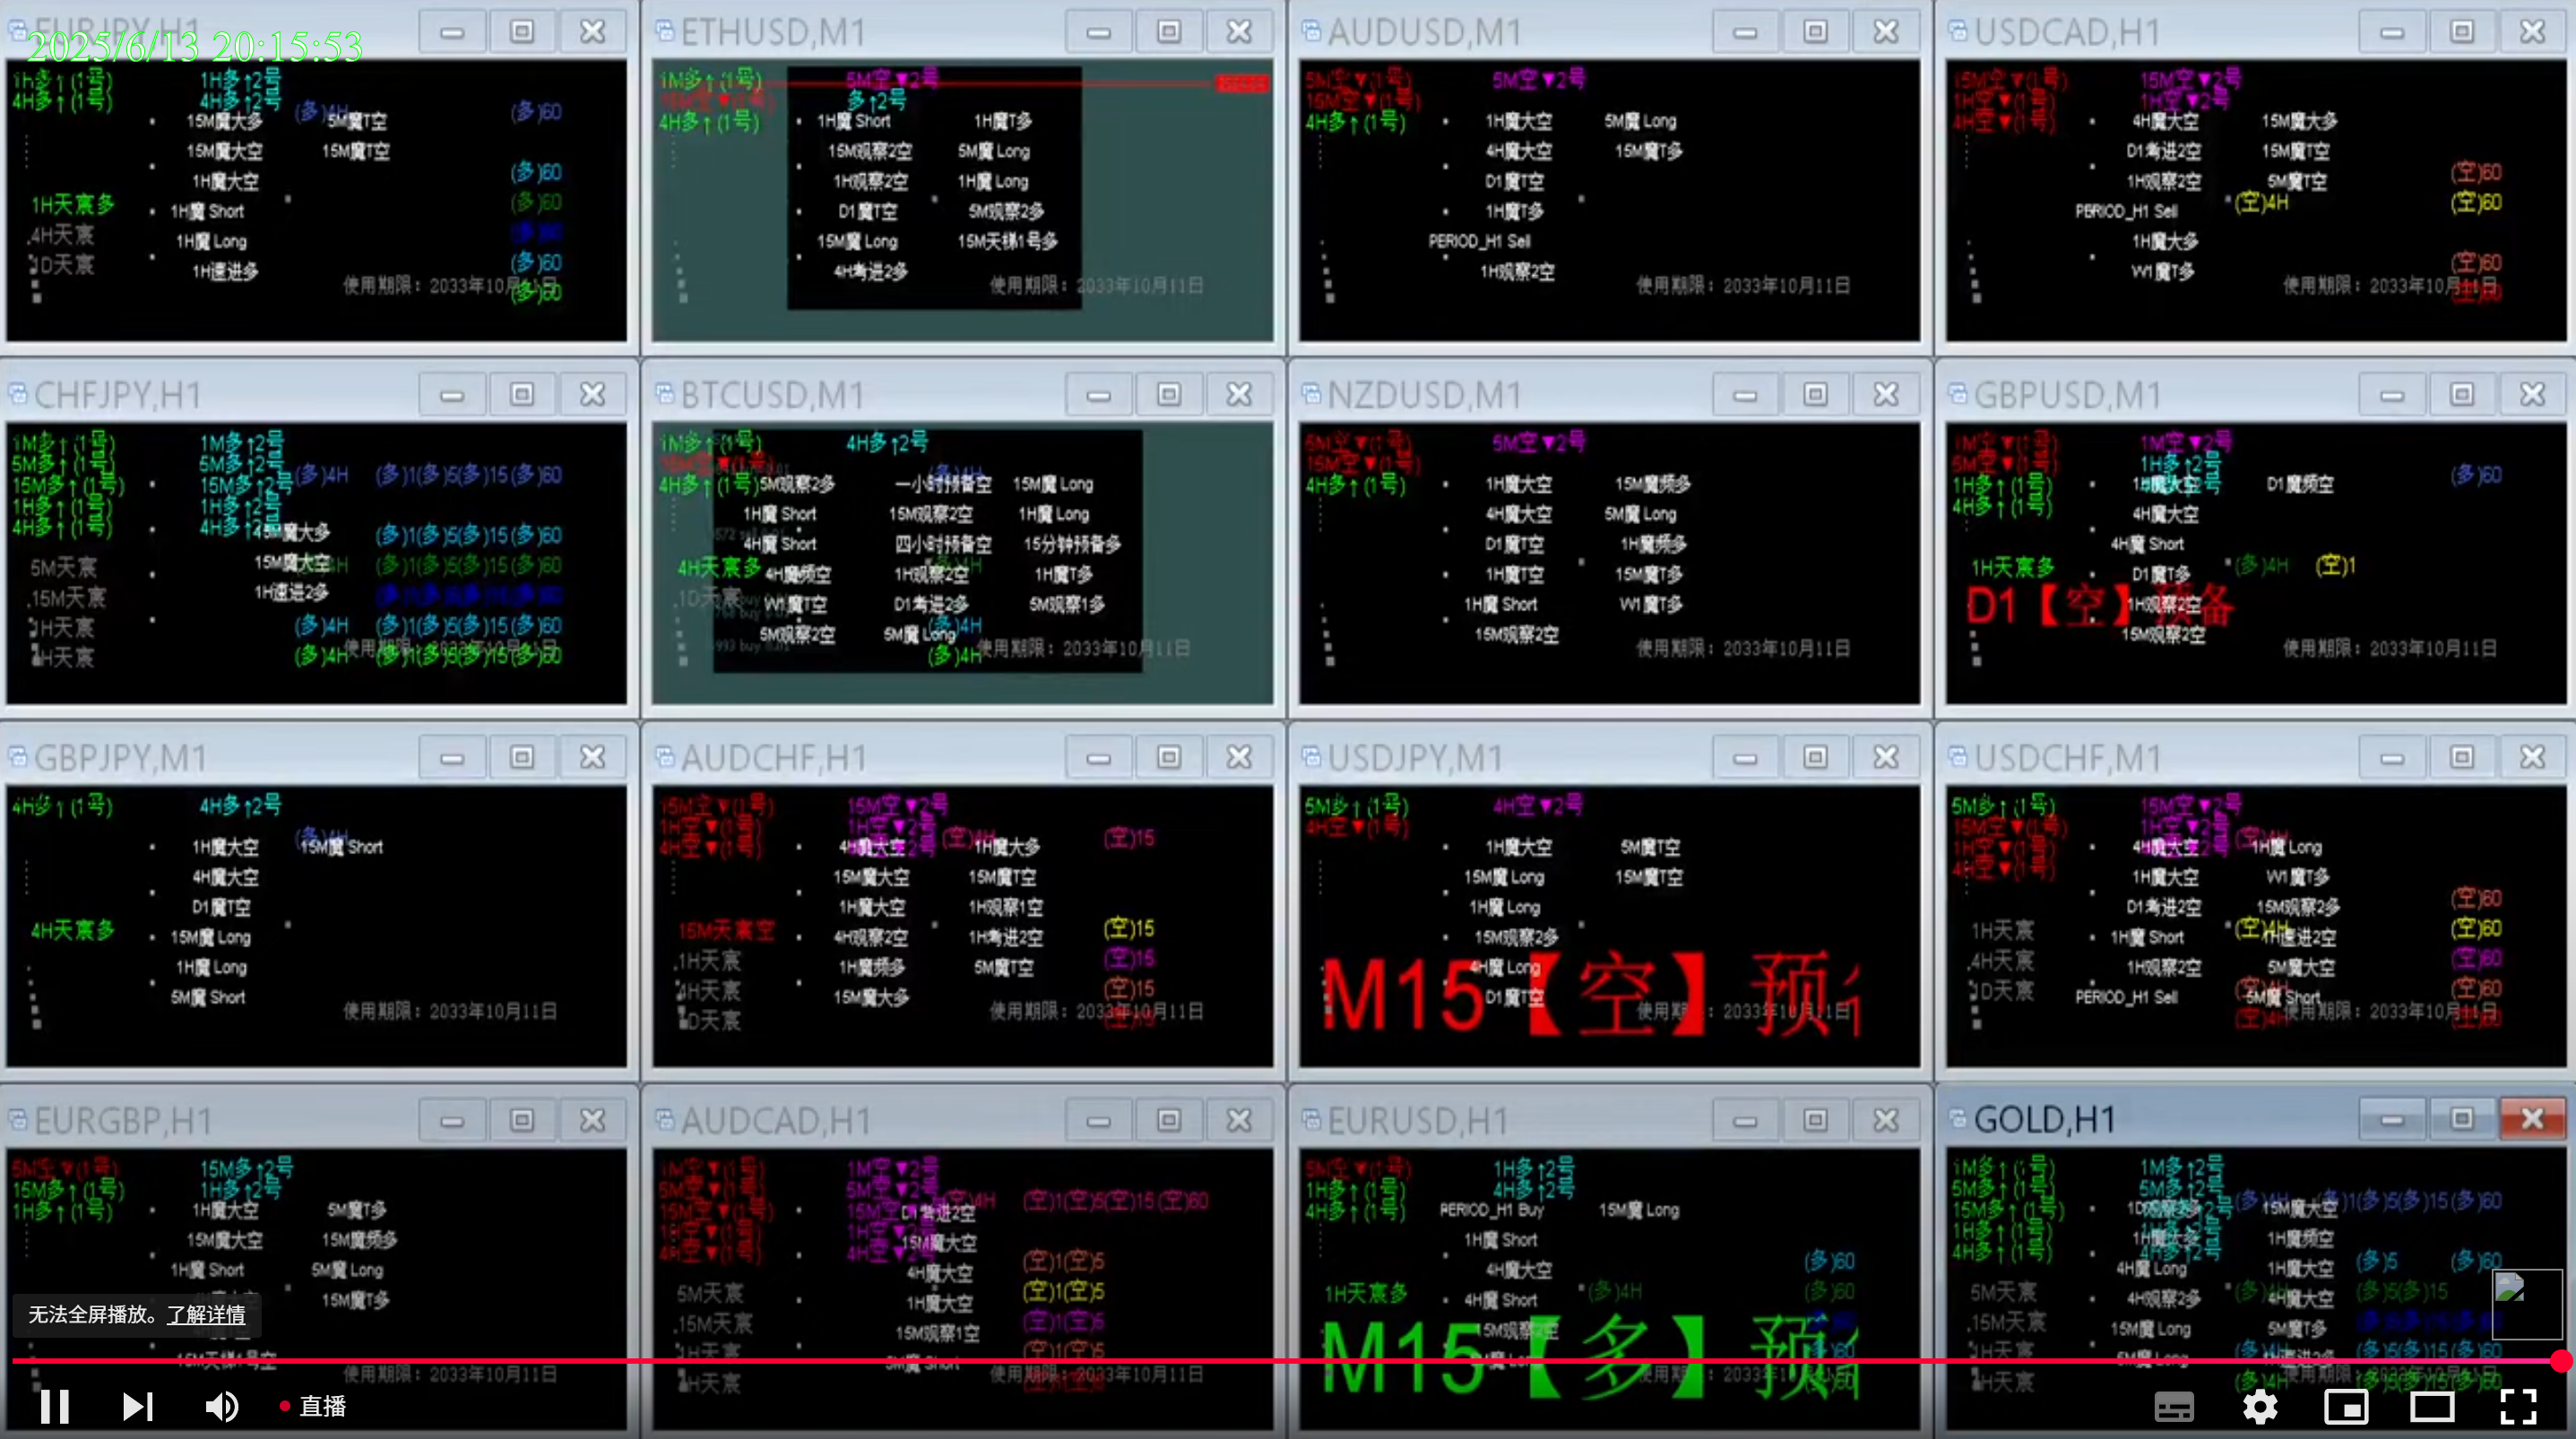 EURJPY,H1
2025/6/13 20:15:53
1H多↑(1号)
4H多↑(1号)
1H多↑2号
4H多↑2号
(多)4H
(多)60
15M魔大多
5M魔T空
15M魔大空
15M魔T空
1H魔大空
(多)60
1H天宸多
1H魔 Short
(多)60
4H天宸
1H魔 Long
1D天宸
1H速进多
(多)60
使用期限：2033年10月11日
(多)60
ETHUSD,M1
1M多↑(1号)
4H多↑(1号)
5M空▼2号
多↑2号
1H魔 Short
1H魔T多
15M观察2空
5M魔 Long
1H观察2空
1H魔 Long
D1魔T空
5M观察2多
15M魔 Long
15M天梯1号多
4H考进2多
使用期限：2033年10月11日
AUDUSD,M1
5M空▼(1号)
15M空▼(1号)
4H多↑(1号)
5M空▼2号
1H魔大空
5M魔 Long
4H魔大空
15M魔T多
D1魔T空
1H魔T多
PERIOD_H1 Sell
1H观察2空
使用期限：2033年10月11日
USDCAD,H1
15M空▼(1号)
1H空▼(1号)
4H空▼(1号)
15M空▼2号
1H空▼2号
4H魔大空
15M魔大多
D1考进2空
15M魔T空
1H观察2空
5M魔T空
(空)60
PERIOD_H1 Sell
(空)4H
(空)60
1H魔大多
W1魔T多
(空)60
使用期限：2033年10月11日
CHFJPY,H1
1M多↑(1号)
5M多↑(1号)
15M多↑(1号)
1H多↑(1号)
4H多↑(1号)
1M多↑2号
5M多↑2号
15M多↑2号
1H多↑2号
4H多↑2号
(多)4H
(多)1(多)5(多)15(多)60
15M魔大空
1H速进2多
(多)1(多)5(多)15(多)60
(多)1(多)5(多)15(多)60
5M天宸
15M天宸
1H天宸
4H天宸
(多)4H
(多)1(多)5(多)15(多)60
(多)4H
(多)1(多)5(多)15(多)60
BTCUSD,M1
1M多↑(1号)
4H多↑(1号)
4H多↑2号
5M观察2多
一小时预备空
15M魔 Long
1H魔 Short
15M观察2空
1H魔 Long
4H魔 Short
四小时预备空
15分钟预备多
4H天宸多
4H魔频空
1H观察2空
1H魔T多
1D天宸
W1魔T空
D1考进2多
5M观察1多
5M观察2空
5M魔 Long
(多)4H
(多)4H
使用期限：2033年10月11日
NZDUSD,M1
5M空▼(1号)
15M空▼(1号)
4H多↑(1号)
5M空▼2号
1H魔大空
15M魔频多
4H魔大空
5M魔 Long
D1魔T空
1H魔频多
1H魔T空
15M魔T多
1H魔 Short
W1魔T多
15M观察2空
使用期限：2033年10月11日
GBPUSD,M1
1M空▼(1号)
5M空▼(1号)
1H多↑(1号)
4H多↑(1号)
1M空▼2号
1H多↑2号
1H魔大空
D1魔频空
(多)60
4H魔大空
4H魔 Short
1H天宸多
D1魔T多
(多)4H
(空)1
D1【空】预备
1H观察2空
15M观察2空
使用期限：2033年10月11日
GBPJPY,M1
4H多↑(1号)
4H多↑2号
(多)4H
1H魔大空
15M魔 Short
4H魔大空
D1魔T空
4H天宸多
15M魔 Long
1H魔 Long
5M魔 Short
使用期限：2033年10月11日
AUDCHF,H1
15M空▼(1号)
1H空▼(1号)
4H空▼(1号)
15M空▼2号
1H空▼2号
(空)4H
(空)15
4H魔大空
1H魔大多
15M魔大空
15M魔T空
1H魔大空
1H观察1空
15M天宸空
4H观察2空
1H考进2空
(空)15
1H天宸
1H魔频多
5M魔T空
(空)15
4H天宸
15M魔大多
(空)15
1D天宸
使用期限：2033年10月11日
USDJPY,M1
5M多↑(1号)
4H空▼(1号)
4H空▼2号
1H魔大空
5M魔T空
15M魔 Long
15M魔T空
1H魔 Long
15M观察2多
4H魔 Long
D1魔T空
M15【空】预
使用期限：2033年10月11日
USDCHF,M1
5M多↑(1号)
15M空▼(1号)
1H空▼(1号)
4H空▼(1号)
15M空▼2号
1H空▼2号
4H魔大空
1H魔 Long
1H魔大空
W1魔T多
D1考进2空
15M观察2多
(空)60
1H天宸
1H魔 Short
(空)4H
1H速进2空
(空)60
4H天宸
1H观察2空
5M魔大空
(空)60
1D天宸
PERIOD_H1 Sell
5M魔 Short
(空)60
(空)4H
使用期限：2033年10月11日
EURGBP,H1
5M空▼(1号)
15M多↑(1号)
1H多↑(1号)
15M多↑2号
1H多↑2号
1H魔大空
5M魔T多
15M魔大空
15M魔频多
1H魔 Short
5M魔 Long
15M魔T多
15M天梯1号空
使用期限：2033年10月11日
AUDCAD,H1
1M空▼(1号)
5M空▼(1号)
15M空▼(1号)
1H空▼(1号)
4H空▼(1号)
1M空▼2号
5M空▼2号
(空)4H
(空)1(空)5(空)15(空)60
D1考进2空
15M魔大空
4H魔大空
(空)1(空)5
5M天宸
1H魔大空
(空)1(空)5
15M天宸
15M观察1空
(空)1(空)5
1H天宸
5M魔 Short
(空)1(空)5
4H天宸
使用期限：2033年10月11日
EURUSD,H1
5M空▼(1号)
1H多↑(1号)
4H多↑(1号)
1H多↑2号
4H多↑2号
PERIOD_H1 Buy
15M魔 Long
1H魔 Short
4H魔大空
(多)60
1H天宸多
4H魔 Short
(多)4H
(多)60
15M观察2空
M15【多】预
使用期限：2033年10月11日
GOLD,H1
1M多↑(1号)
5M多↑(1号)
15M多↑(1号)
1H多↑(1号)
4H多↑(1号)
1M多↑2号
5M多↑2号
(多)4H
(多)1(多)5(多)15(多)60
15M魔大空
1H魔频空
4H魔 Long
1H魔大空
(多)5
(多)60
5M天宸
4H观察2多
4H魔大空
(多)5(多)15
15M天宸
15M魔 Long
5M魔T多
1H天宸
5M魔 Long
(多)4H
(多)5(多)15(多)60
4H天宸
使用期限：2033年10月11日
无法全屏播放。了解详情
直播